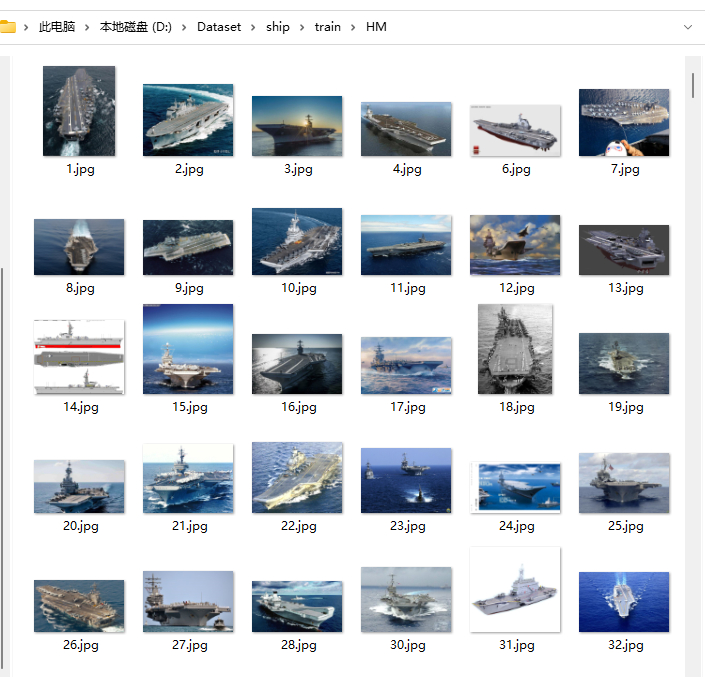 此电脑 > 本地磁盘 (D:) > Dataset > ship > train > HM
1.jpg 2.jpg 3.jpg 4.jpg 6.jpg 7.jpg
8.jpg 9.jpg 10.jpg 11.jpg 12.jpg 13.jpg
14.jpg 15.jpg 16.jpg 17.jpg 18.jpg 19.jpg
20.jpg 21.jpg 22.jpg 23.jpg 24.jpg 25.jpg
26.jpg 27.jpg 28.jpg 30.jpg 31.jpg 32.jpg